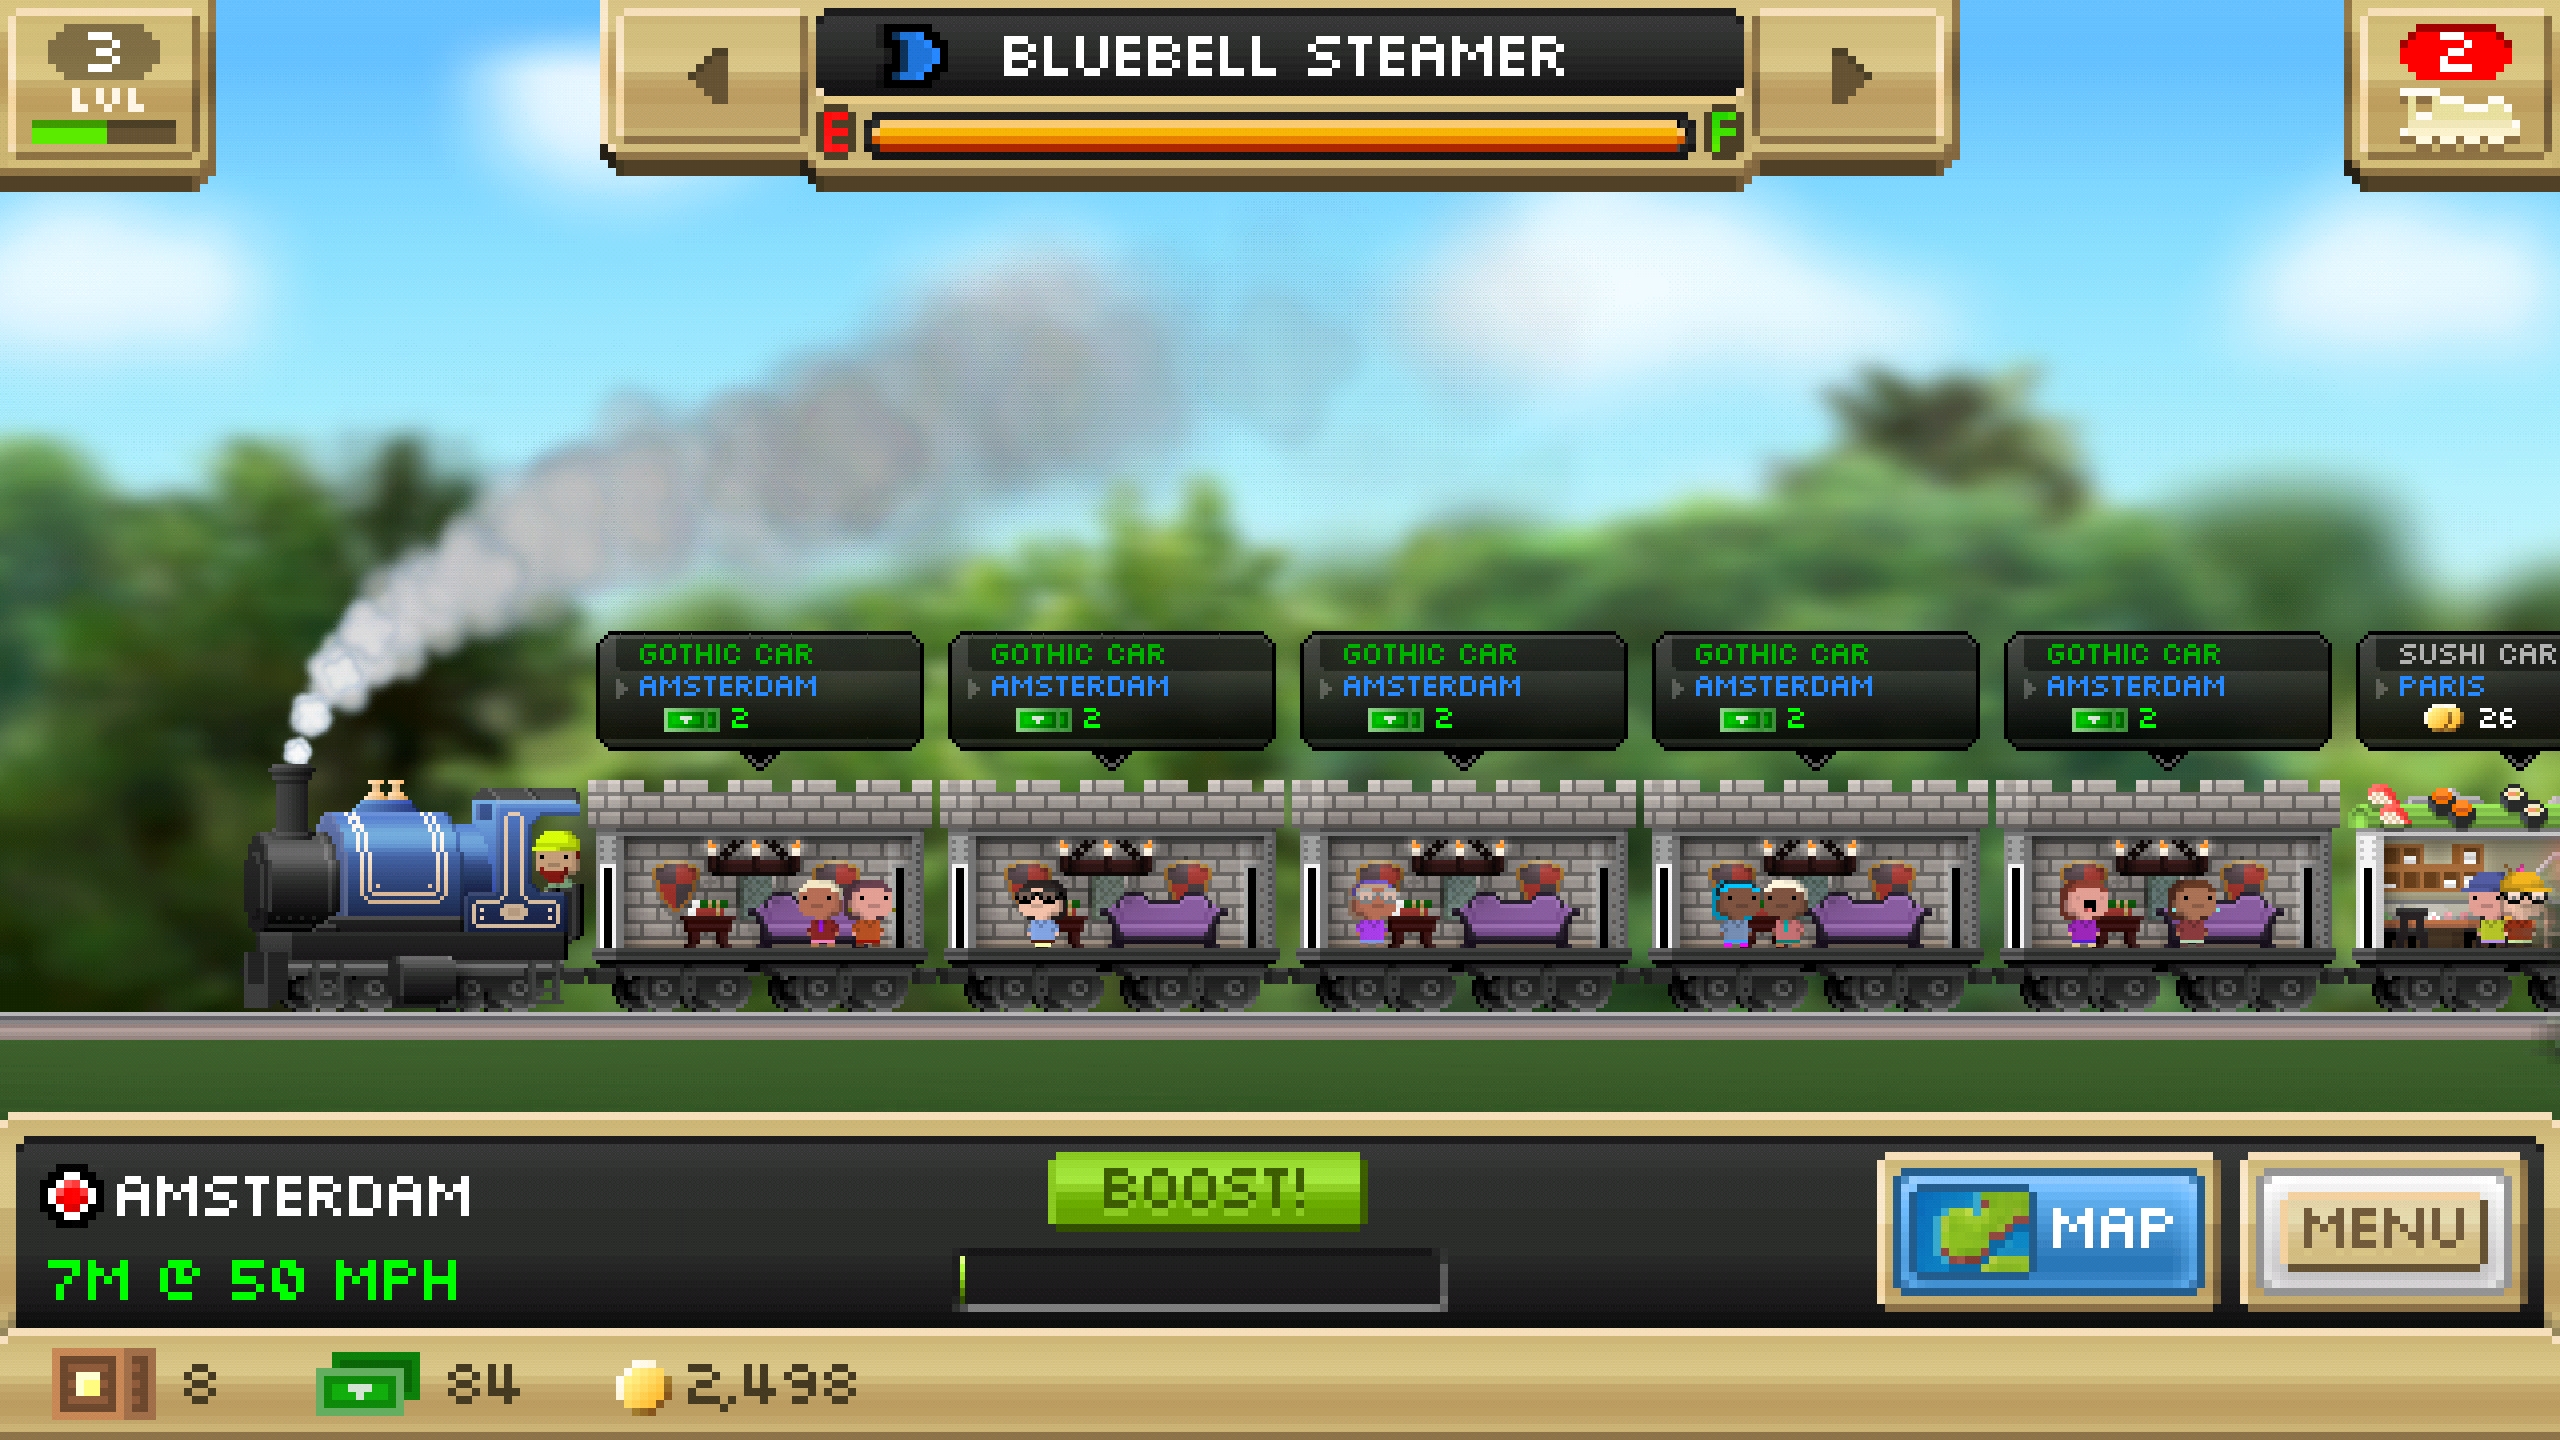 3
LVL
BLUEBELL STEAMER
E F
2
GOTHIC CAR
AMSTERDAM
2
GOTHIC CAR
AMSTERDAM
2
GOTHIC CAR
AMSTERDAM
2
GOTHIC CAR
AMSTERDAM
2
GOTHIC CAR
AMSTERDAM
2
SUSHI CAR
PARIS
26
AMSTERDAM
7M @ 50 MPH
BOOST!
MAP
MENU
8 84 2,498